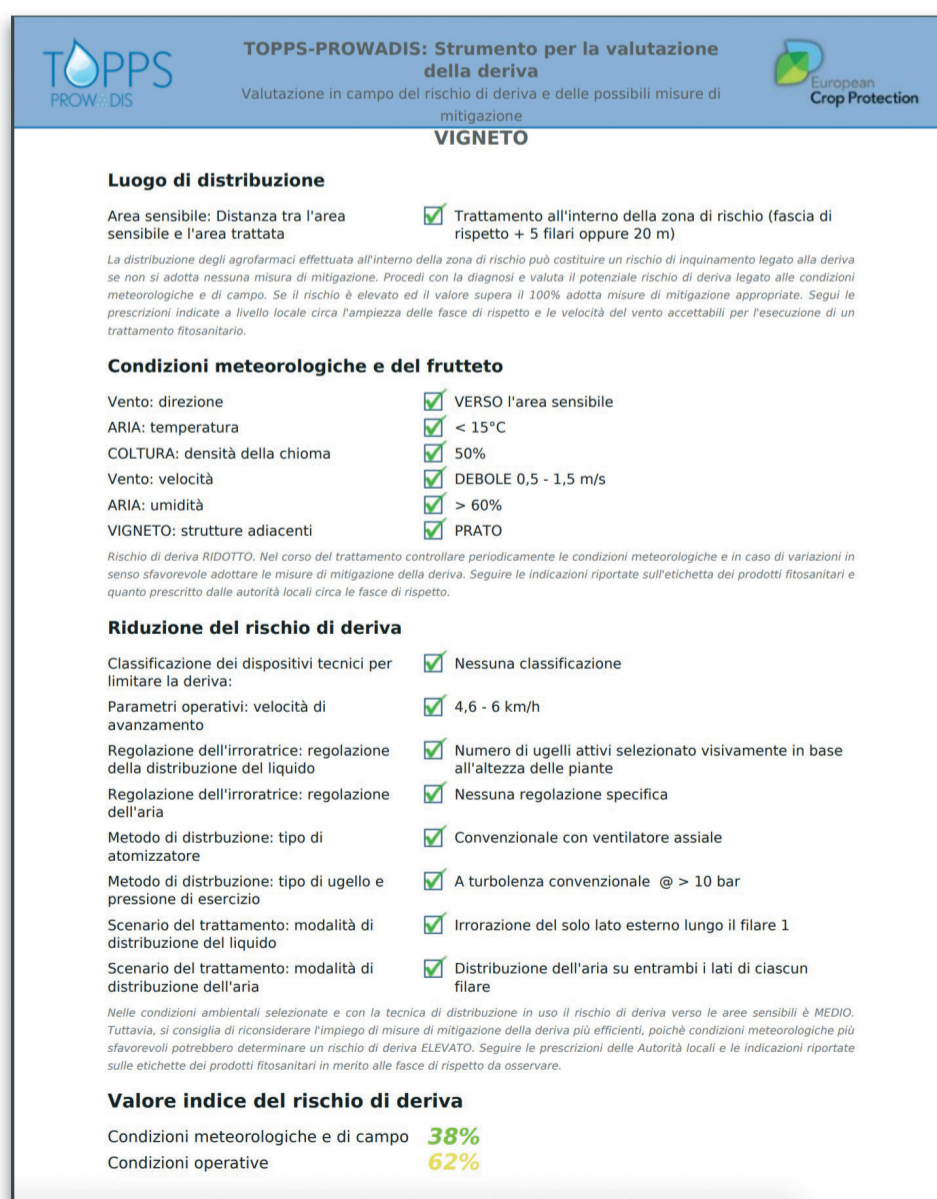 TOPPS
PROWADIS
TOPPS-PROWADIS: Strumento per la valutazione
della deriva
Valutazione in campo del rischio di deriva e delle possibili misure di
mitigazione
European
Crop Protection
VIGNETO
Luogo di distribuzione
Area sensibile: Distanza tra l'area
sensibile e l'area trattata
Trattamento all'interno della zona di rischio (fascia di
rispetto + 5 filari oppure 20 m)
La distribuzione degli agrofarmaci effettuata all'interno della zona di rischio può costituire un rischio di inquinamento legato alla deriva
se non si adotta nessuna misura di mitigazione. Procedi con la diagnosi e valuta il potenziale rischio di deriva legato alle condizioni
meteorologiche e di campo. Se il rischio è elevato ed il valore supera il 100% adotta misure di mitigazione appropriate. Segui le
prescrizioni indicate a livello locale circa l'ampiezza delle fasce di rispetto e le velocità del vento accettabili per l'esecuzione di un
trattamento fitosanitario.
Condizioni meteorologiche e del frutteto
Vento: direzione VERSO l'area sensibile
ARIA: temperatura < 15°C
COLTURA: densità della chioma 50%
Vento: velocità DEBOLE 0,5 - 1,5 m/s
ARIA: umidità > 60%
VIGNETO: strutture adiacenti PRATO
Rischio di deriva RIDOTTO. Nel corso del trattamento controllare periodicamente le condizioni meteorologiche e in caso di variazioni in
senso sfavorevole adottare le misure di mitigazione della deriva. Seguire le indicazioni riportate sull'etichetta dei prodotti fitosanitari e
quanto prescritto dalle autorità locali circa le fasce di rispetto.
Riduzione del rischio di deriva
Classificazione dei dispositivi tecnici per
limitare la deriva:
Nessuna classificazione
Parametri operativi: velocità di
avanzamento
4,6 - 6 km/h
Regolazione dell'irroratrice: regolazione
della distribuzione del liquido
Numero di ugelli attivi selezionato visivamente in base
all'altezza delle piante
Regolazione dell'irroratrice: regolazione
dell'aria
Nessuna regolazione specifica
Metodo di distrbuzione: tipo di
atomizzatore
Convenzionale con ventilatore assiale
Metodo di distrbuzione: tipo di ugello e
pressione di esercizio
A turbolenza convenzionale @ > 10 bar
Scenario del trattamento: modalità di
distribuzione del liquido
Irrorazione del solo lato esterno lungo il filare 1
Scenario del trattamento: modalità di
distribuzione dell'aria
Distribuzione dell'aria su entrambi i lati di ciascun
filare
Nelle condizioni ambientali selezionate e con la tecnica di distribuzione in uso il rischio di deriva verso le aree sensibili è MEDIO.
Tuttavia, si consiglia di riconsiderare l'impiego di misure di mitigazione della deriva più efficienti, poichè condizioni meteorologiche più
sfavorevoli potrebbero determinare un rischio di deriva ELEVATO. Seguire le prescrizioni delle Autorità locali e le indicazioni riportate
sulle etichette dei prodotti fitosanitari in merito alle fasce di rispetto da osservare.
Valore indice del rischio di deriva
Condizioni meteorologiche e di campo 38%
Condizioni operative 62%